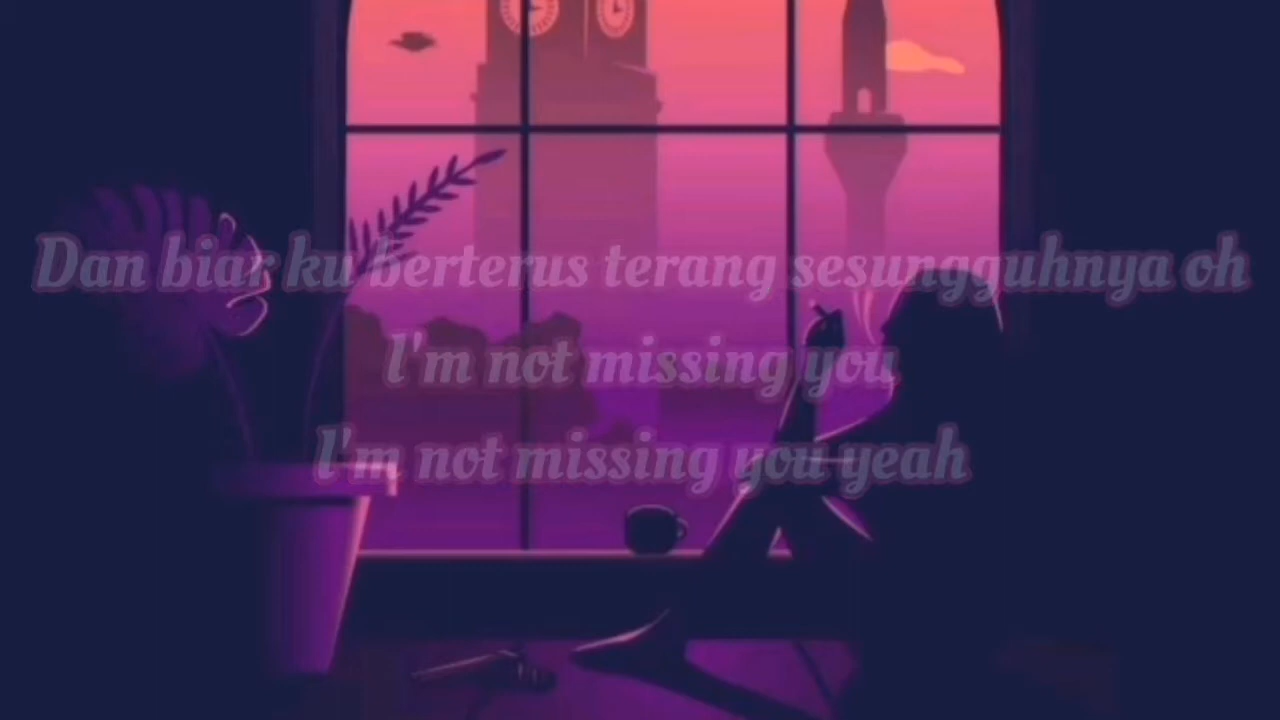 Dan biar ku berterus terang sesungguhnya oh
I'm not missing you
I'm not missing you yeah